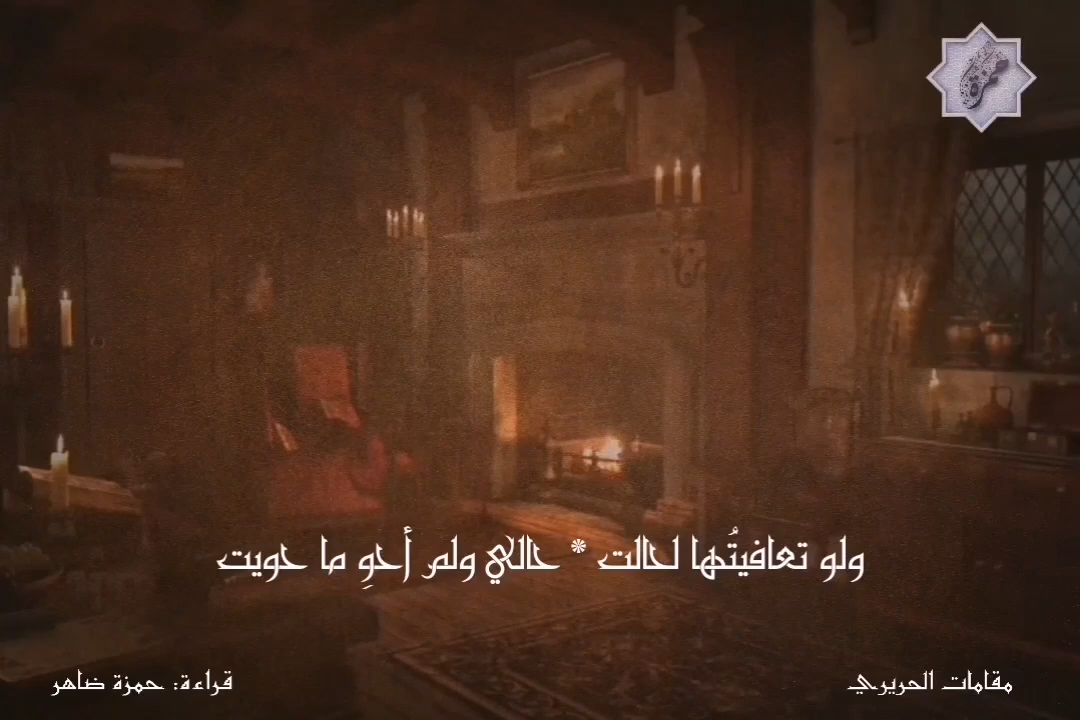 ولو تعافيتُها لحالت * حالي ولم أحوِ ما حويت
مقامات الحريري
قراءة: حمزة ضاهر